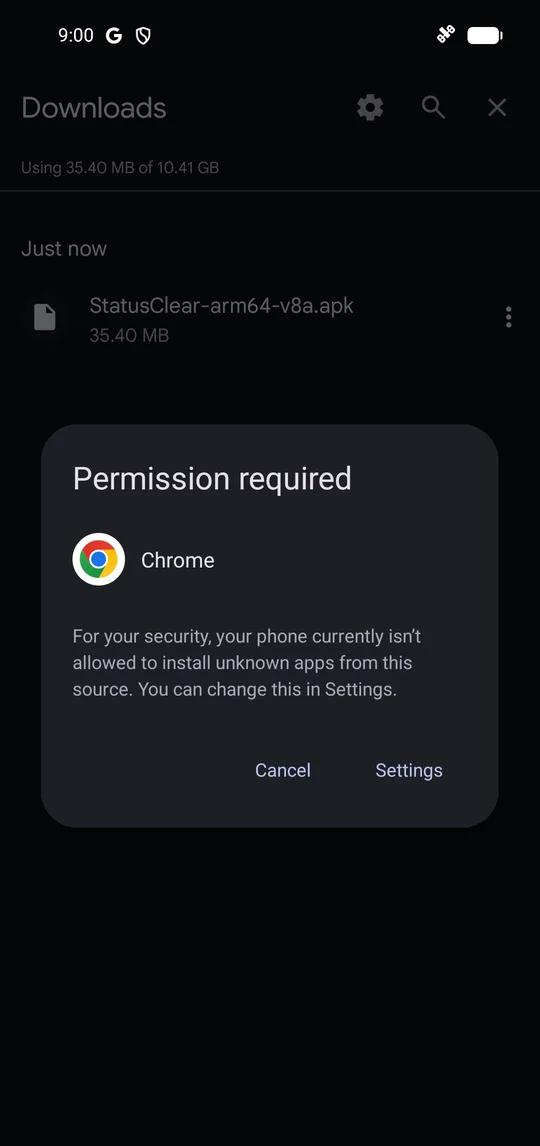 9:00
Downloads
Using 35.40 MB of 10.41 GB
Just now
StatusClear-arm64-v8a.apk
35.40 MB
Permission required
Chrome
For your security, your phone currently isn’t
allowed to install unknown apps from this
source. You can change this in Settings.
Cancel
Settings